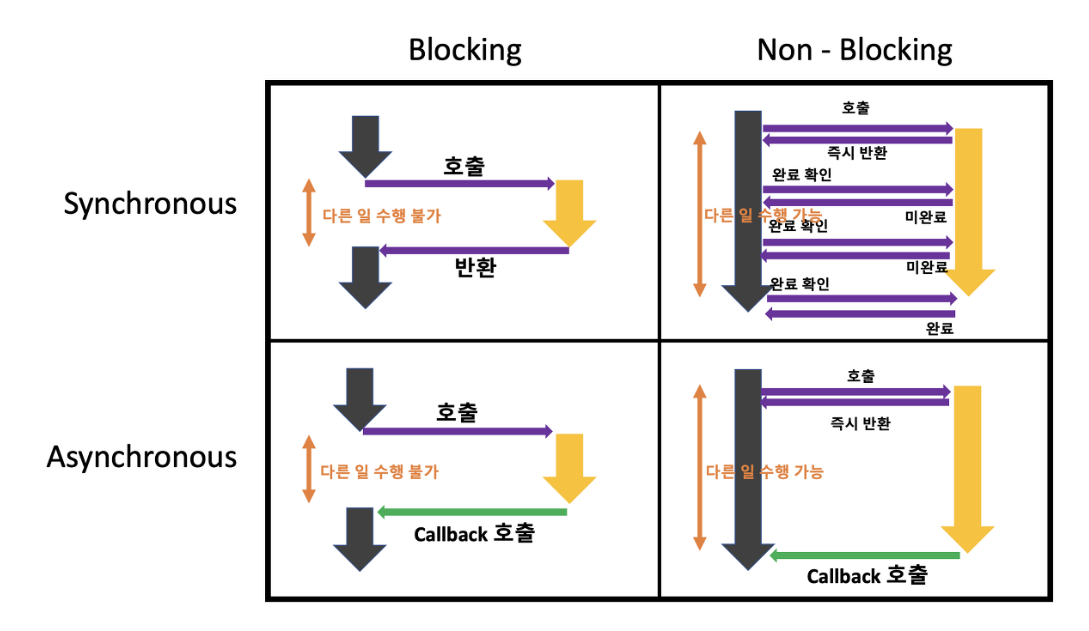 Blocking
Non - Blocking
Synchronous
호출
다른 일 수행 불가
반환
호출
즉시 반환
완료 확인
미완료
다른 일 수행 가능
완료 확인
미완료
완료 확인
완료
Asynchronous
호출
다른 일 수행 불가
Callback 호출
호출
즉시 반환
다른 일 수행 가능
Callback 호출